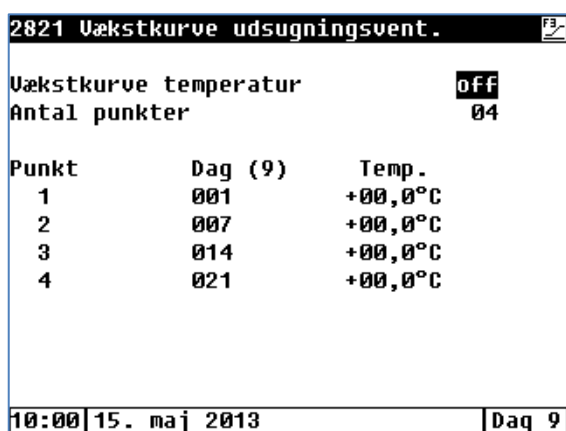 2821 Vækstkurve udsugningsvent. F3
Vækstkurve temperatur off
Antal punkter 04
Punkt Dag (9) Temp.
1 001 +00,0°C
2 007 +00,0°C
3 014 +00,0°C
4 021 +00,0°C
10:00 15. maj 2013 Dag 9